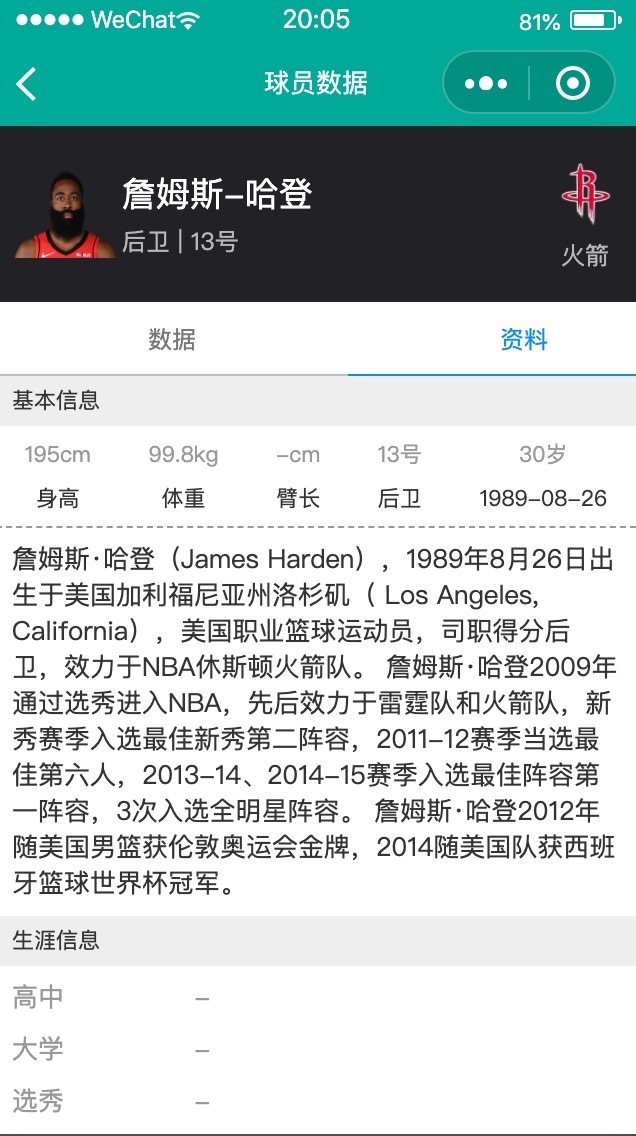 WeChat 20:05 81%
球员数据
詹姆斯-哈登
后卫 | 13号
火箭
数据 资料
基本信息
195cm 99.8kg -cm 13号 30岁
身高 体重 臂长 后卫 1989-08-26
詹姆斯·哈登（James Harden），1989年8月26日出
生于美国加利福尼亚州洛杉矶（ Los Angeles,
California），美国职业篮球运动员，司职得分后
卫，效力于NBA休斯顿火箭队。 詹姆斯·哈登2009年
通过选秀进入NBA，先后效力于雷霆队和火箭队，新
秀赛季入选最佳新秀第二阵容，2011-12赛季当选最
佳第六人，2013-14、2014-15赛季入选最佳阵容第
一阵容，3次入选全明星阵容。 詹姆斯·哈登2012年
随美国男篮获伦敦奥运会金牌，2014随美国队获西班
牙篮球世界杯冠军。
生涯信息
高中 -
大学 -
选秀 -